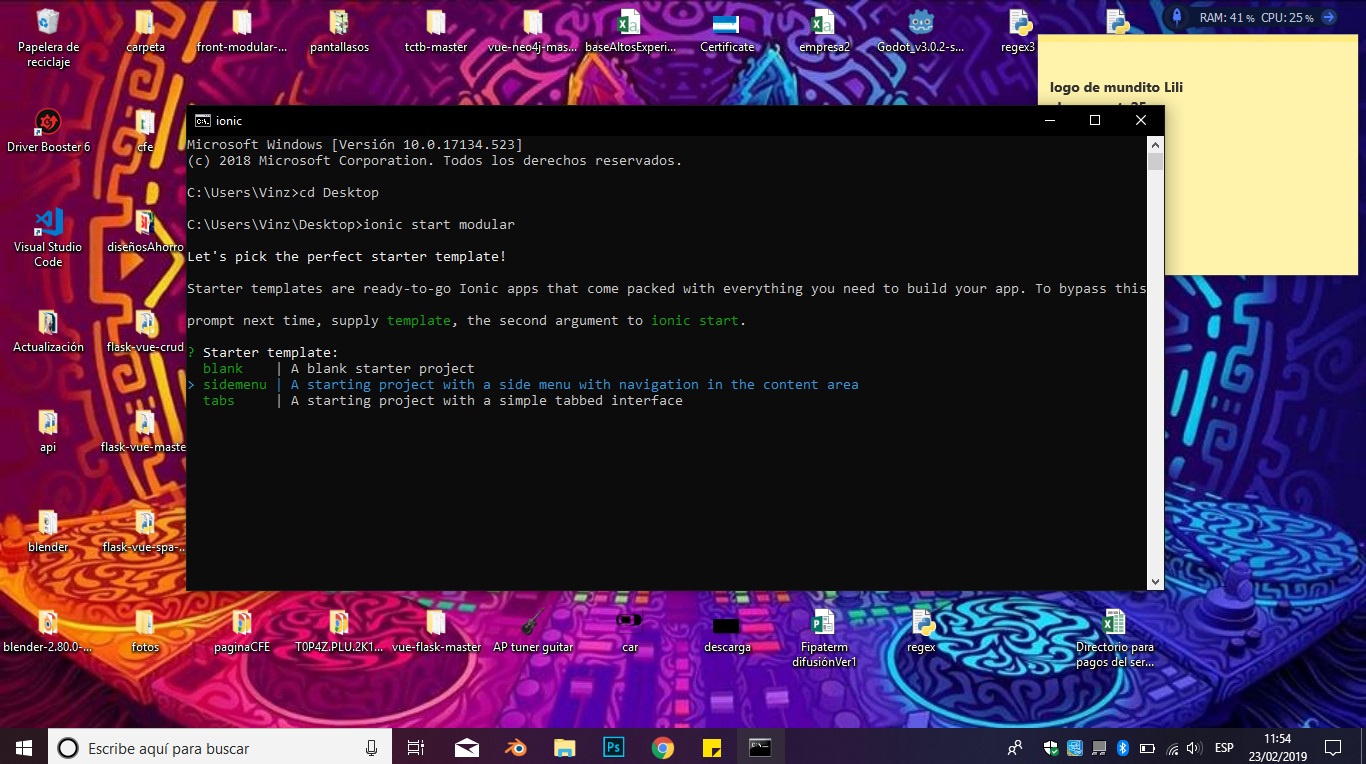 RAM: 41 % CPU: 25 %
Papelera de
reciclaje
carpeta
front-modular-...
pantallasos
tctb-master
vue-neo4j-mas...
baseAltosExperi...
Certificate
empresa2
Godot_v3.0.2-s...
regex3
logo de mundito Lili
Driver Booster 6
cfe
Visual Studio
Code
diseñosAhorro
Actualización
flask-vue-crud
api
flask-vue-maste
blender
flask-vue-spa-...
ionic
Microsoft Windows [Versión 10.0.17134.523]
(c) 2018 Microsoft Corporation. Todos los derechos reservados.
C:\Users\Vinz>cd Desktop
C:\Users\Vinz\Desktop>ionic start modular
Let's pick the perfect starter template!
Starter templates are ready-to-go Ionic apps that come packed with everything you need to build your app. To bypass this
prompt next time, supply template, the second argument to ionic start.
? Starter template:
blank | A blank starter project
> sidemenu | A starting project with a side menu with navigation in the content area
tabs | A starting project with a simple tabbed interface
blender-2.80.0-...
fotos
paginaCFE
T0P4Z.PLU.2K1...
vue-flask-master
AP tuner guitar
car
descarga
Fipaterm
difusiónVer1
regex
Directorio para
pagos del ser...
Escribe aquí para buscar
Ps
ESP
11:54
23/02/2019